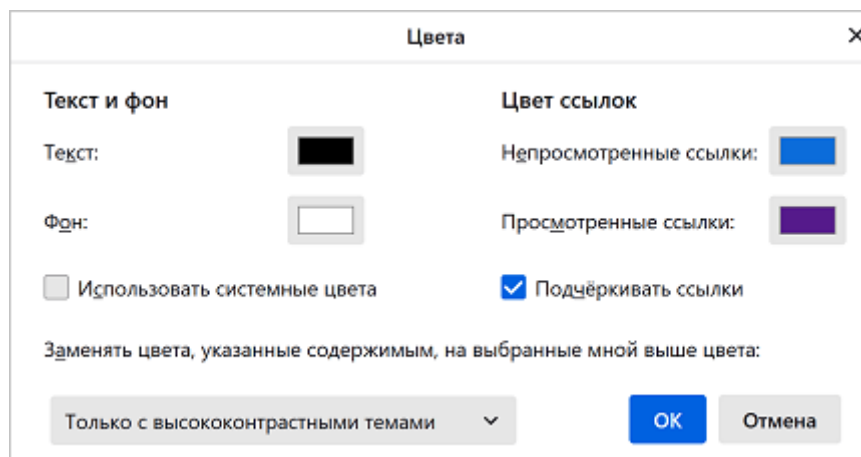 Цвета
Текст и фон
Цвет ссылок
Текст:
Непросмотренные ссылки:
Фон:
Просмотренные ссылки:
Использовать системные цвета
Подчёркивать ссылки
Заменять цвета, указанные содержимым, на выбранные мной выше цвета:
Только с высококонтрастными темами
ОК
Отмена